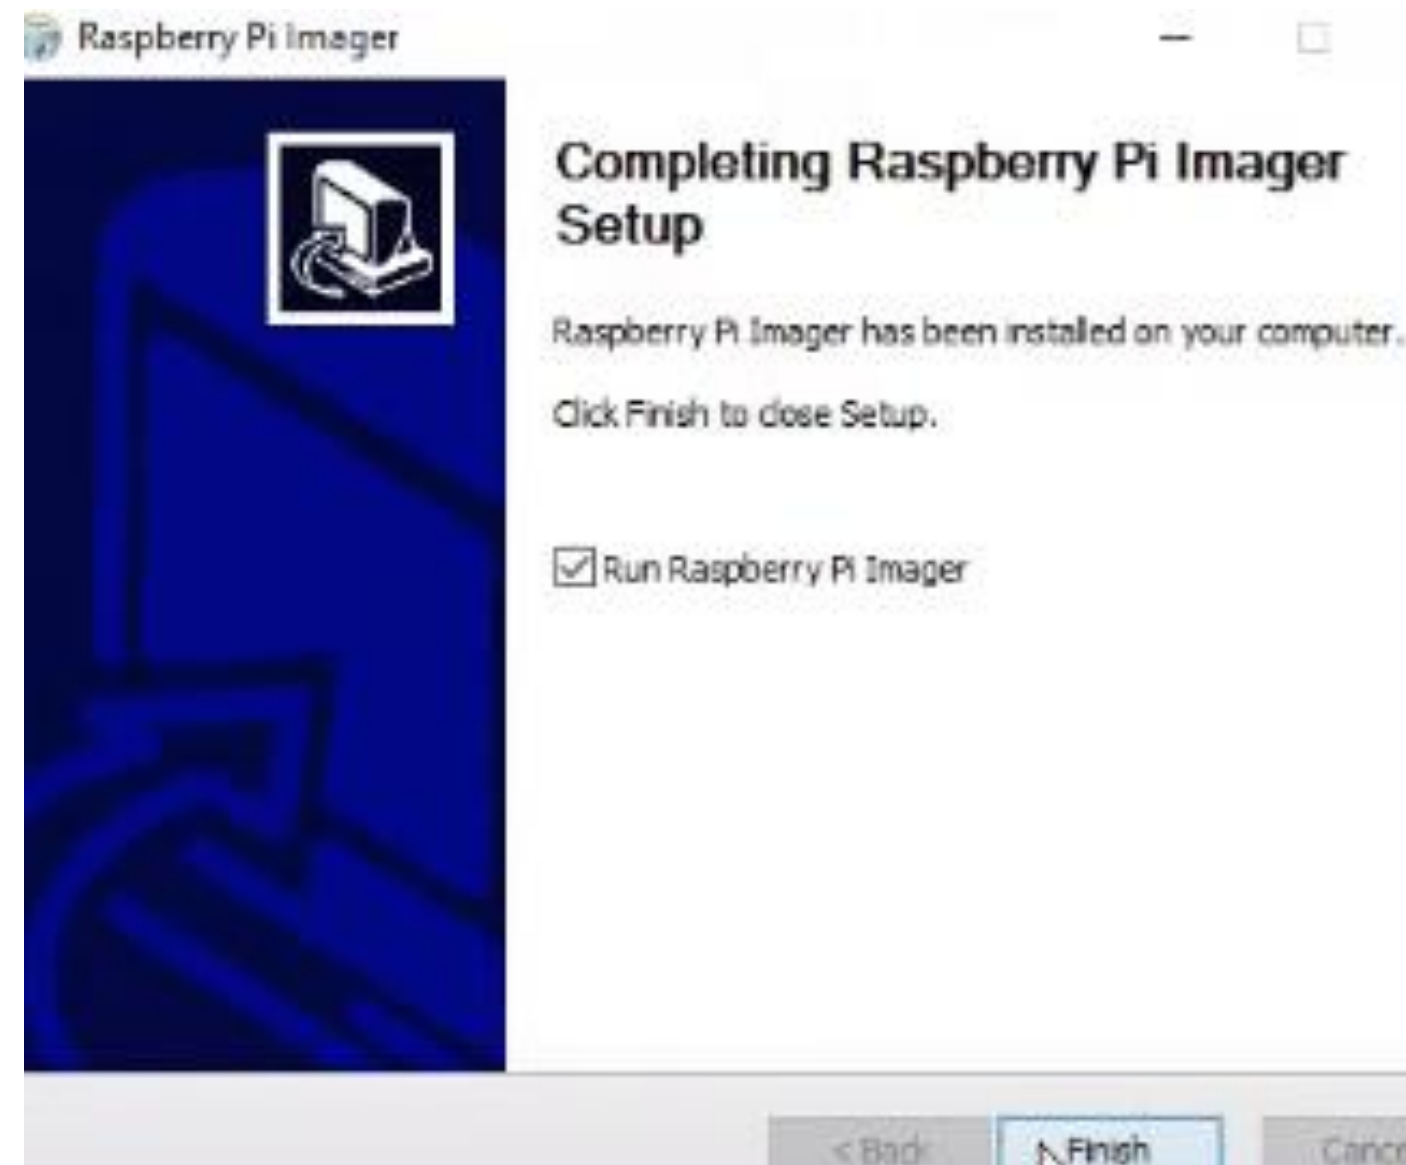 Raspberry Pi Imager
Completing Raspberry Pi Imager
Setup
Raspberry Pi Imager has been installed on your computer.
Click Finish to close Setup.
Run Raspberry Pi Imager
< Back
Finish
Cance